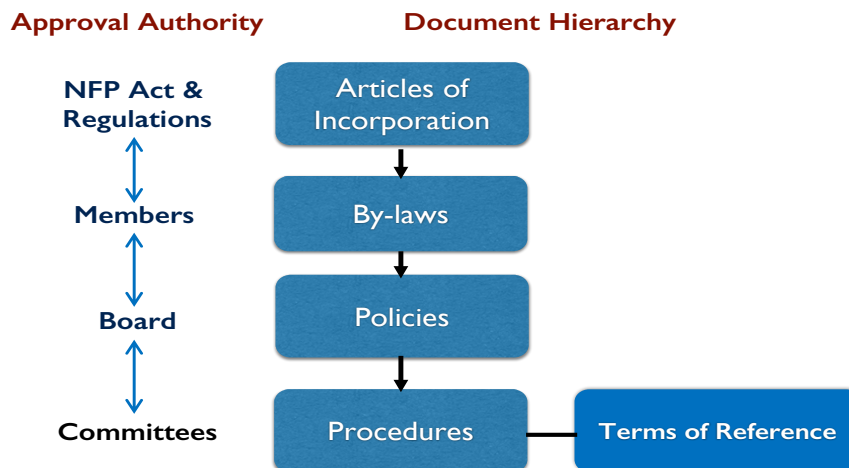 Approval Authority
Document Hierarchy
NFP Act &
Regulations
Articles of
Incorporation
Members
By-laws
Board
Policies
Committees
Procedures
Terms of Reference